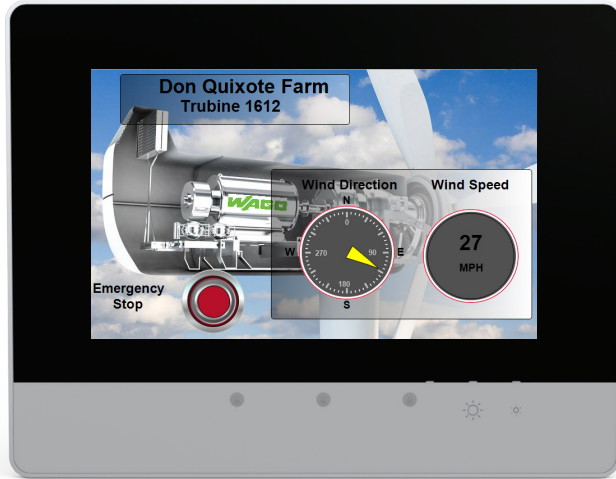 Don Quixote Farm
Trubine 1612
Wind Direction
Wind Speed
N
0
W
270
90
E
180
S
27
MPH
WAGO
Emergency
Stop